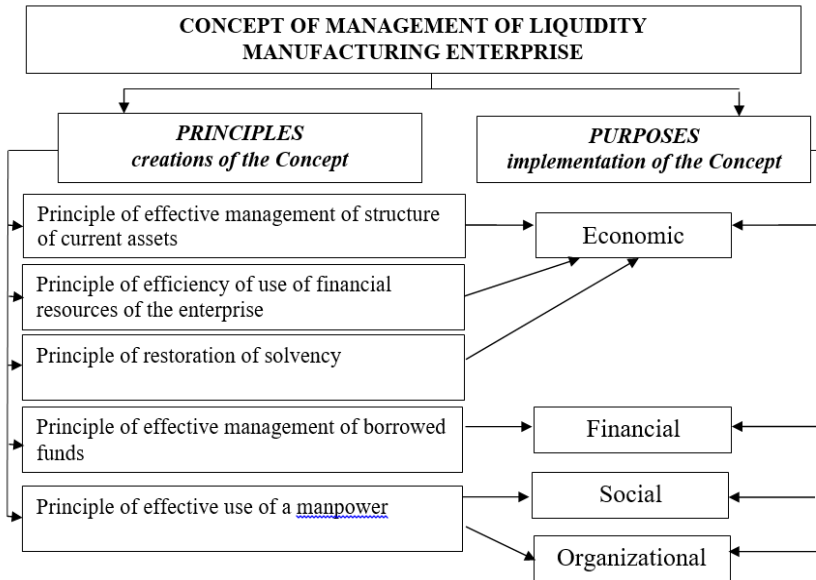 CONCEPT OF MANAGEMENT OF LIQUIDITY
MANUFACTURING ENTERPRISE
PRINCIPLES
creations of the Concept
PURPOSES
implementation of the Concept
Principle of effective management of structure
of current assets
Economic
Principle of efficiency of use of financial
resources of the enterprise
Principle of restoration of solvency
Principle of effective management of borrowed
funds
Financial
Principle of effective use of a manpower
Social
Organizational